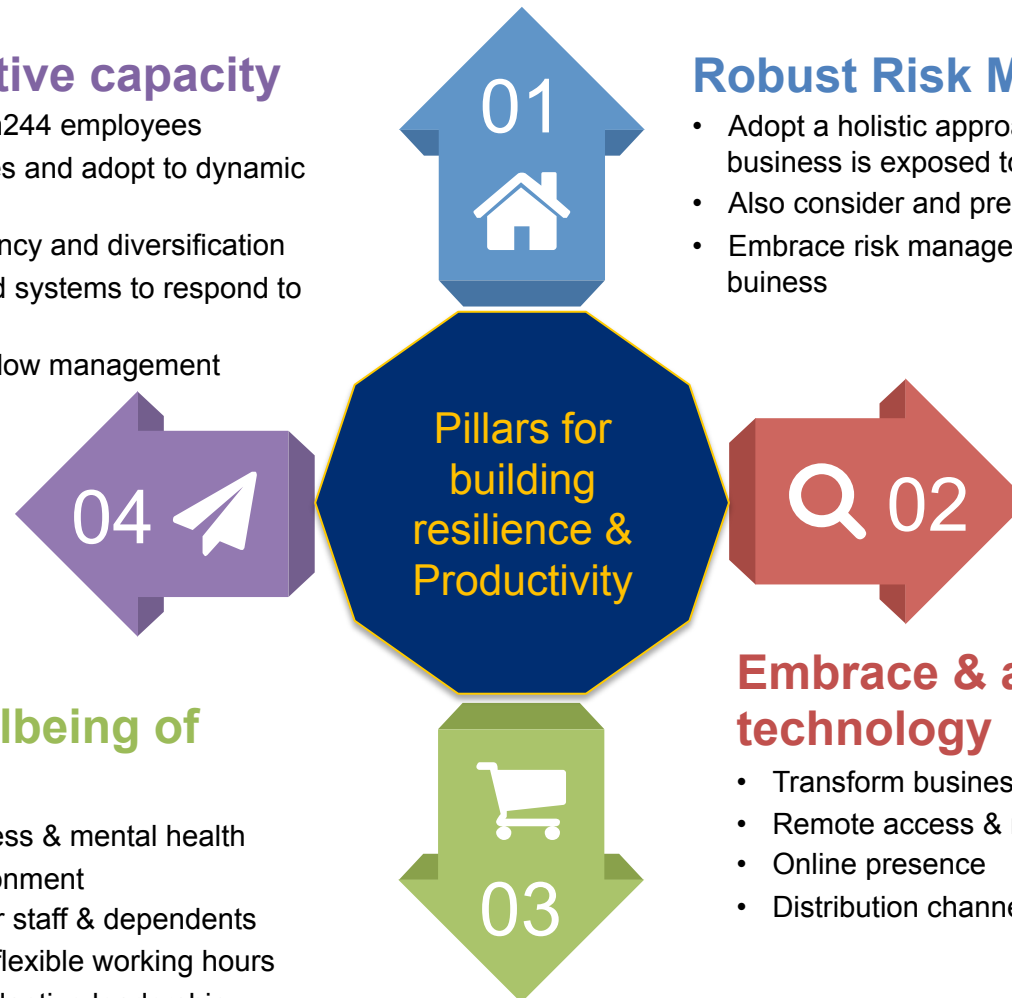 tive capacity
244 employees
es and adopt to dynamic
ncy and diversification
d systems to respond to
low management
01
Robust Risk M
• Adopt a holistic approa
business is exposed to
• Also consider and pre
• Embrace risk manage
buiness
04
Pillars for
building
resilience &
Productivity
02
lbeing of
ess & mental health
onment
r staff & dependents
flexible working hours
03
Embrace & a
technology
• Transform busines
• Remote access &
• Online presence
• Distribution channe